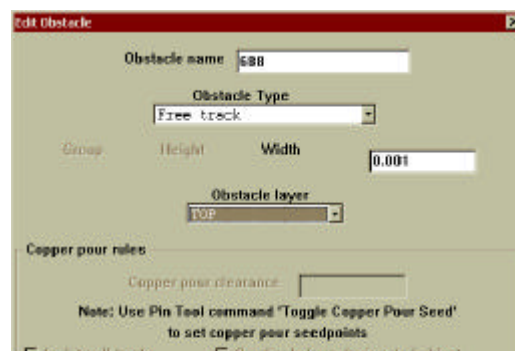 Edit Obstacle
Obstacle name 688
Obstacle Type
Free track
Group Height Width 0.001
Obstacle layer
TOP
Copper pour rules
Copper pour clearance
Note: Use Pin Tool command 'Toggle Copper Pour Seed'
to set copper pour seedpoints